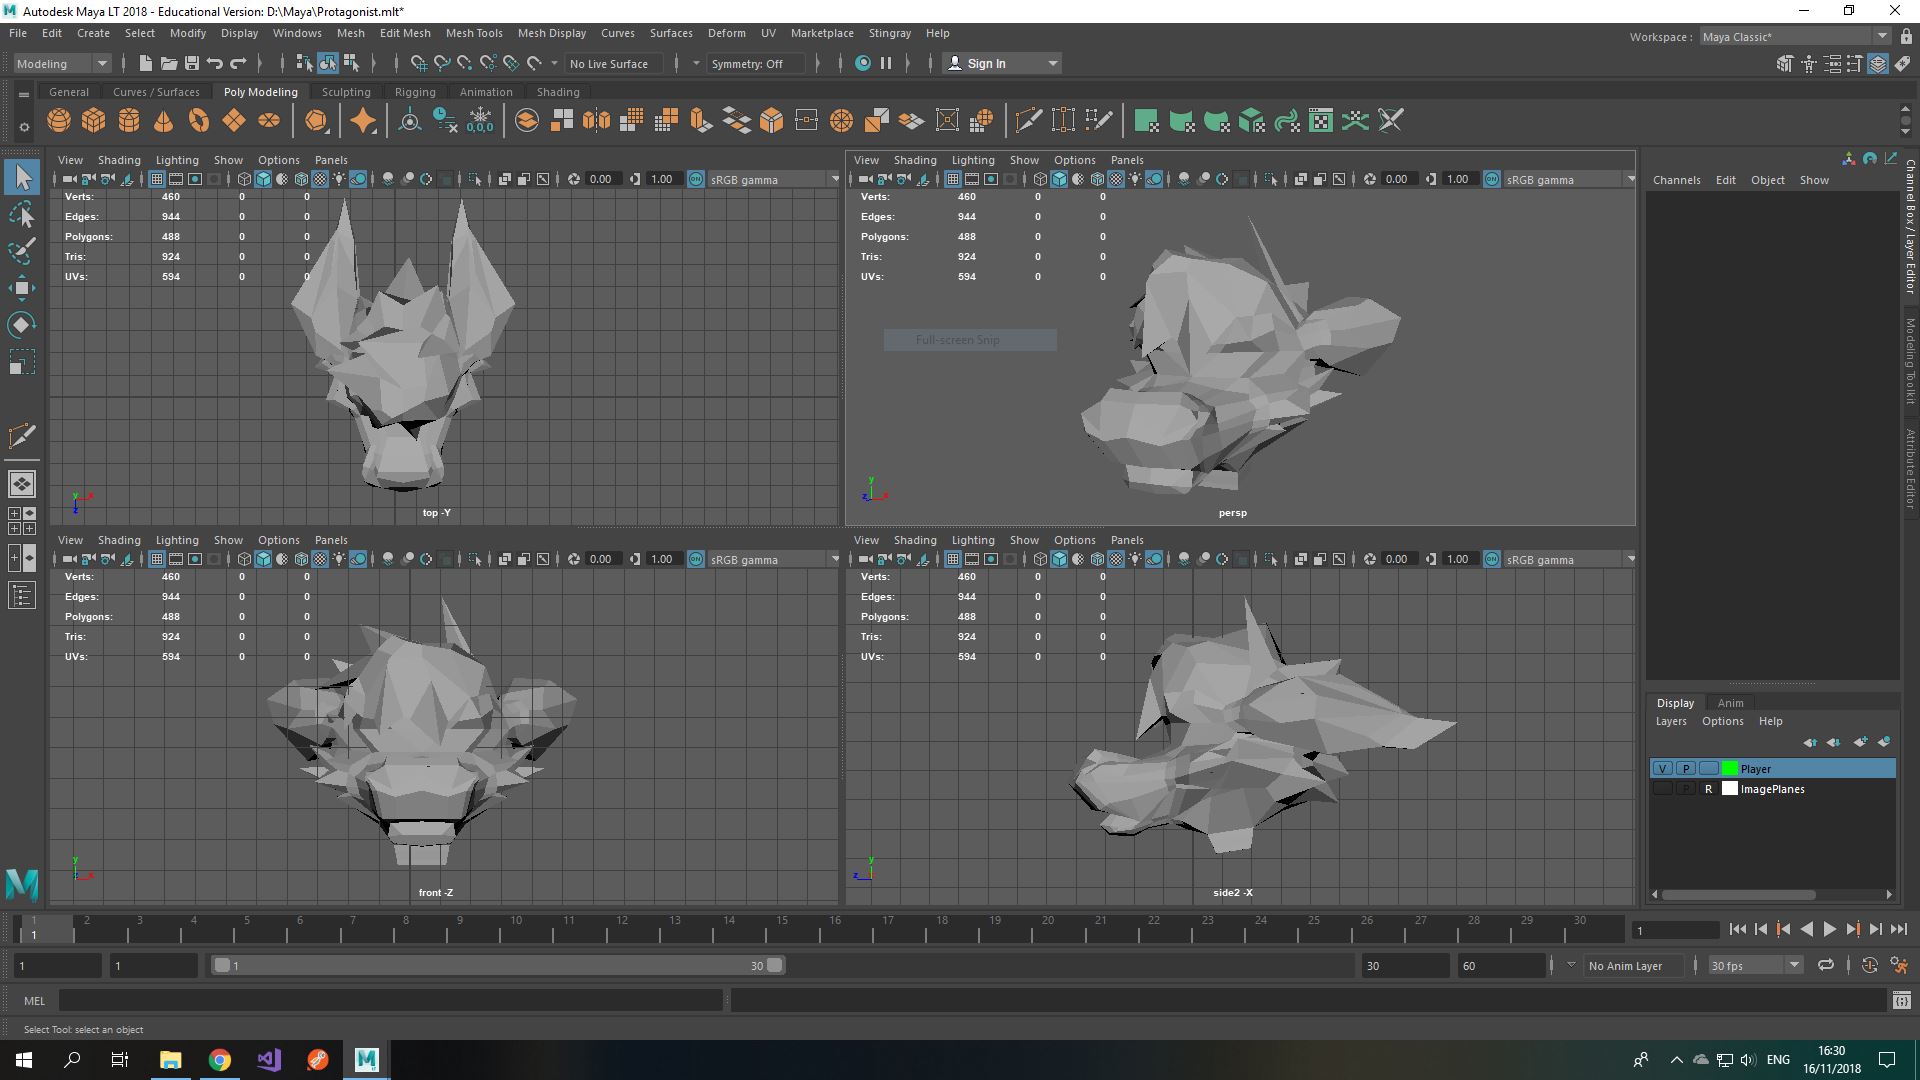 Autodesk Maya LT 2018 - Educational Version: D:\Maya\Protagonist.mlt*
File Edit Create Select Modify Display Windows Mesh Edit Mesh Mesh Tools Mesh Display Curves Surfaces Deform UV Marketplace Stingray Help
Workspace : Maya Classic*
Modeling No Live Surface Symmetry: Off Sign In
General Curves / Surfaces Poly Modeling Sculpting Rigging Animation Shading
0,0,0
View Shading Lighting Show Options Panels
0.00 1.00 ON sRGB gamma
Verts: 460 0 0
Edges: 944 0 0
Polygons: 488 0 0
Tris: 924 0 0
UVs: 594 0 0
y x z
top -Y
View Shading Lighting Show Options Panels
0.00 1.00 ON sRGB gamma
Verts: 460 0 0
Edges: 944 0 0
Polygons: 488 0 0
Tris: 924 0 0
UVs: 594 0 0
Full-screen Snip
y z x
persp
View Shading Lighting Show Options Panels
0.00 1.00 ON sRGB gamma
Verts: 460 0 0
Edges: 944 0 0
Polygons: 488 0 0
Tris: 924 0 0
UVs: 594 0 0
y z x
front -Z
View Shading Lighting Show Options Panels
0.00 1.00 ON sRGB gamma
Verts: 460 0 0
Edges: 944 0 0
Polygons: 488 0 0
Tris: 924 0 0
UVs: 594 0 0
y z
side2 -X
Channels Edit Object Show
Channel Box / Layer Editor
Modeling Toolkit
Attribute Editor
Display Anim
Layers Options Help
V P Player
P R ImagePlanes
1 2 3 4 5 6 7 8 9 10 11 12 13 14 15 16 17 18 19 20 21 22 23 24 25 26 27 28 29 30
1 1
1 1 1 30 30 60 No Anim Layer 30 fps
MEL
Select Tool: select an object
ENG 16:30
16/11/2018